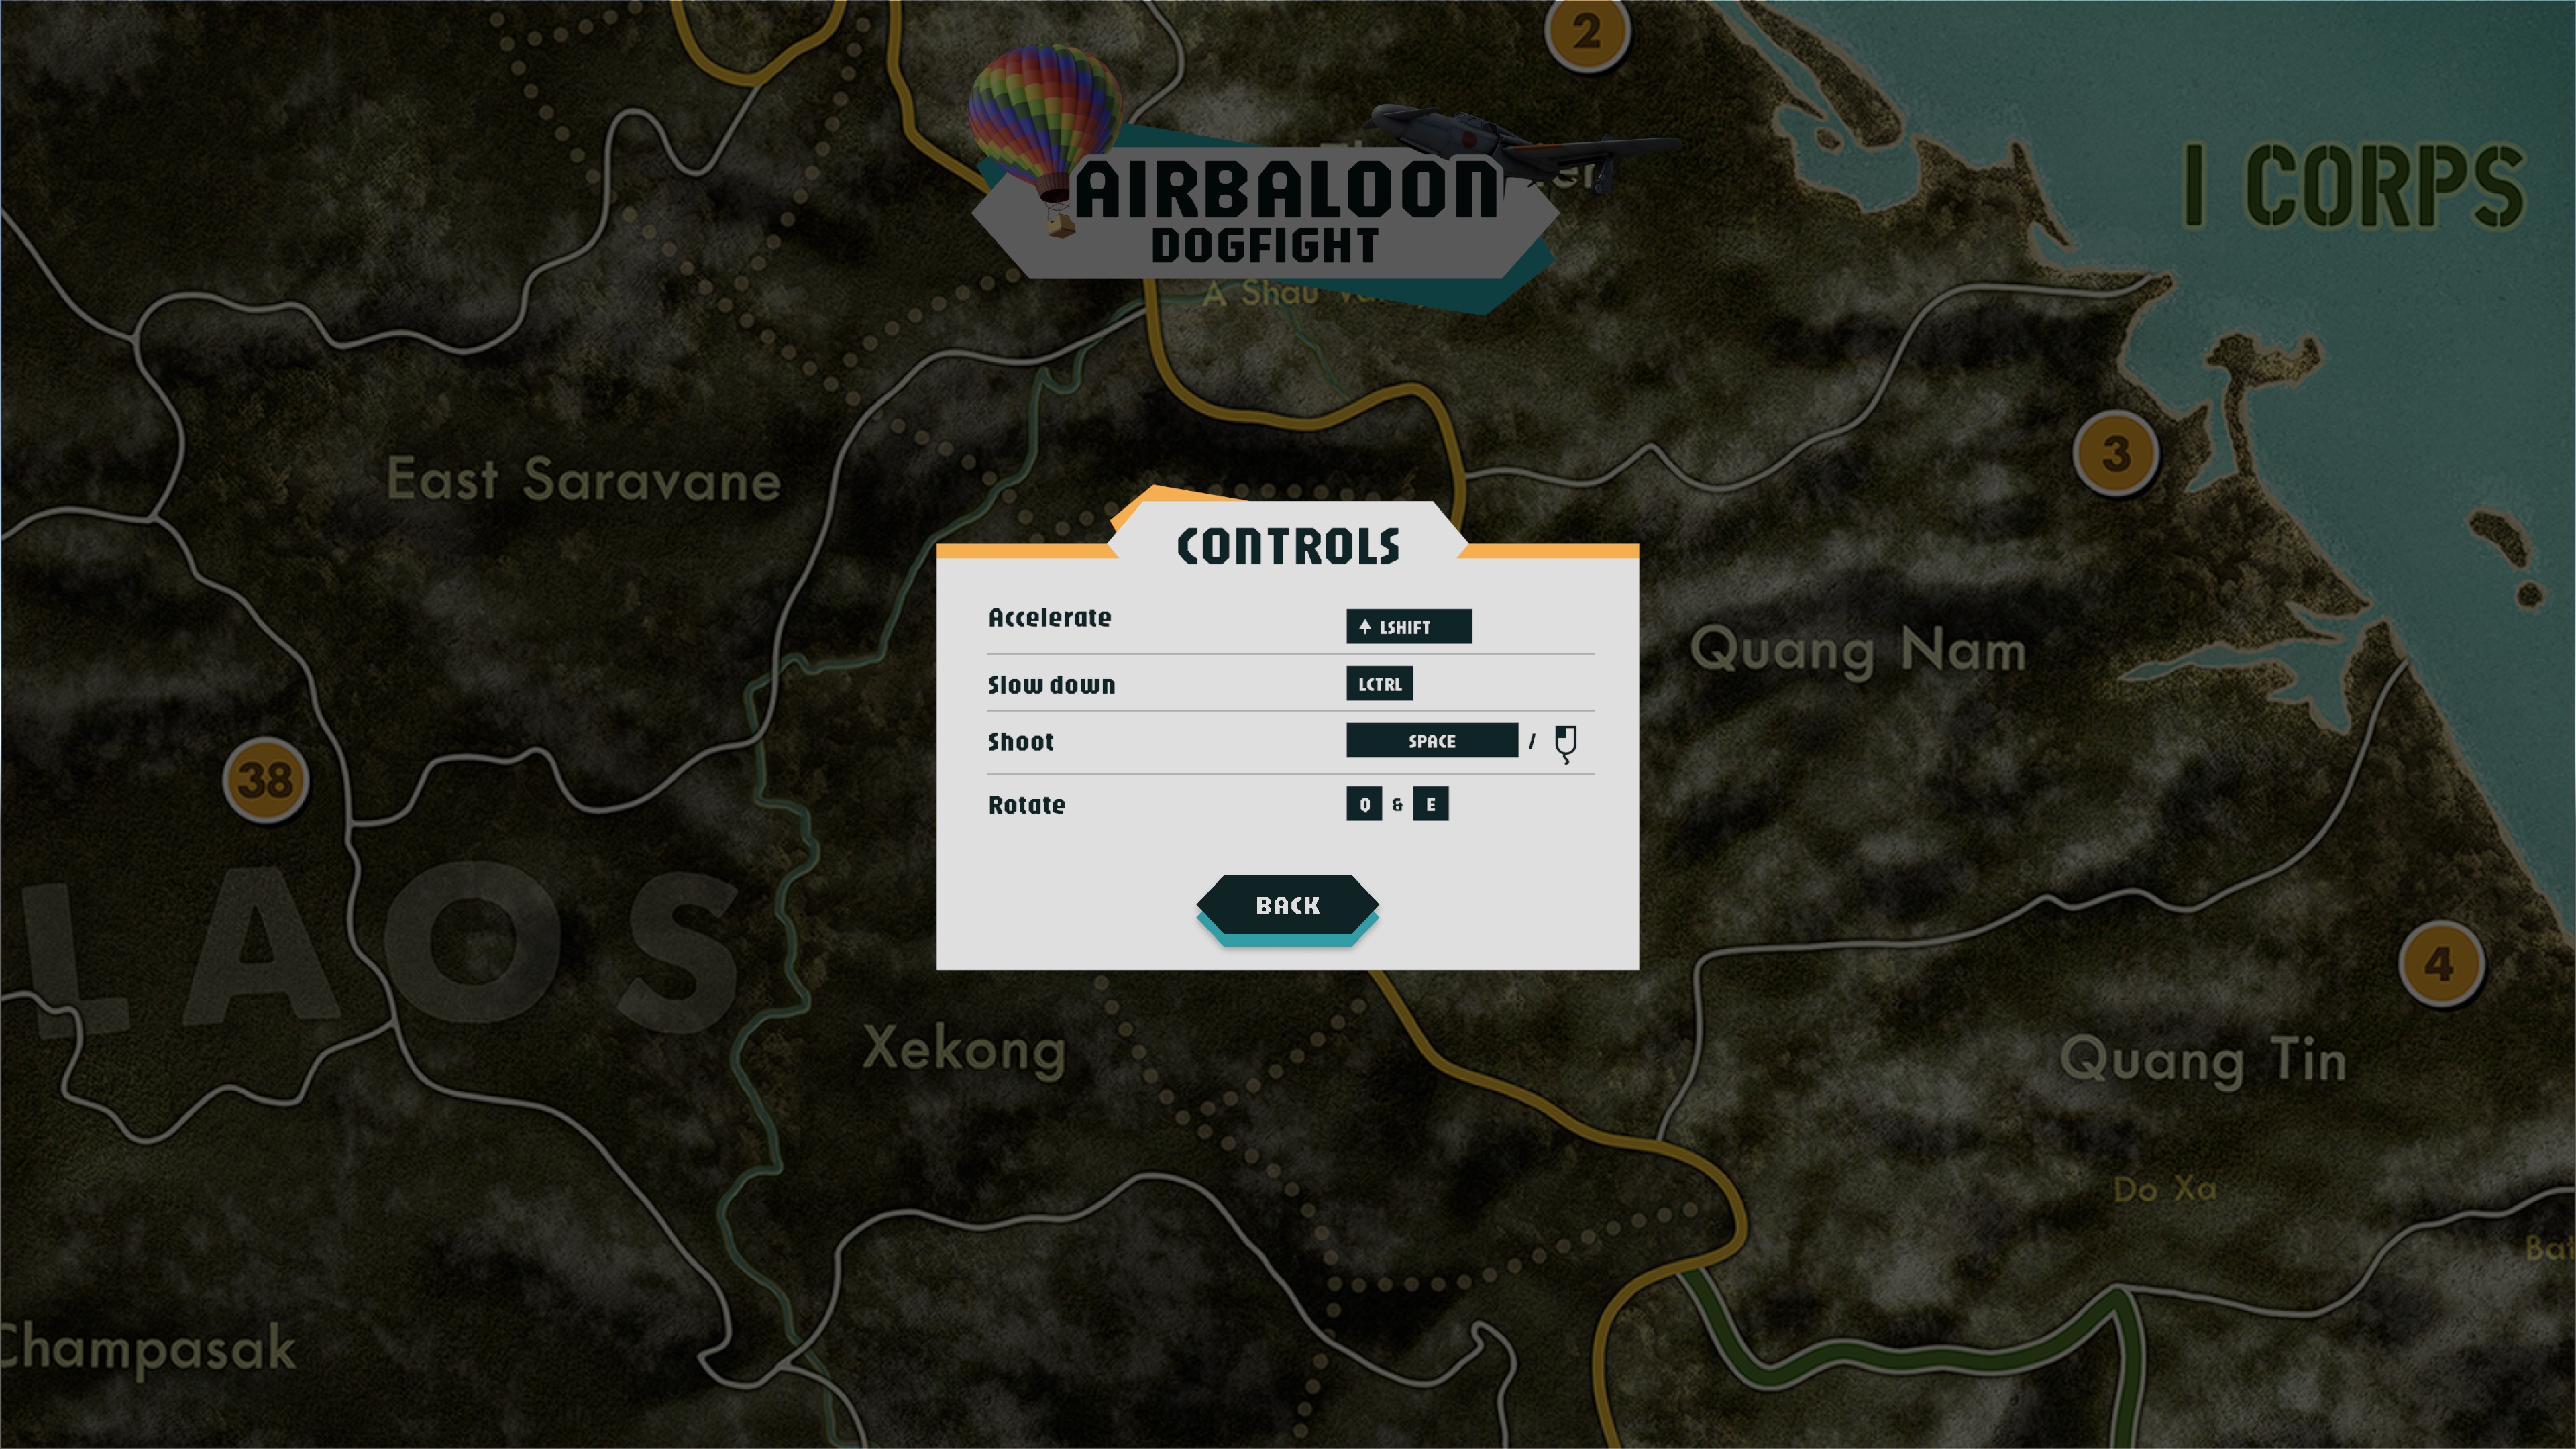 2
I CORPS
AIRBALOON
DOGFIGHT
A Shau
East Saravane
3
CONTROLS
Accelerate
LSHIFT
Quang Nam
Slow down
LCTRL
Shoot
SPACE /
38
Rotate
Q & E
LAOS
BACK
4
Xekong
Quang Tin
Do Xa
Champasak